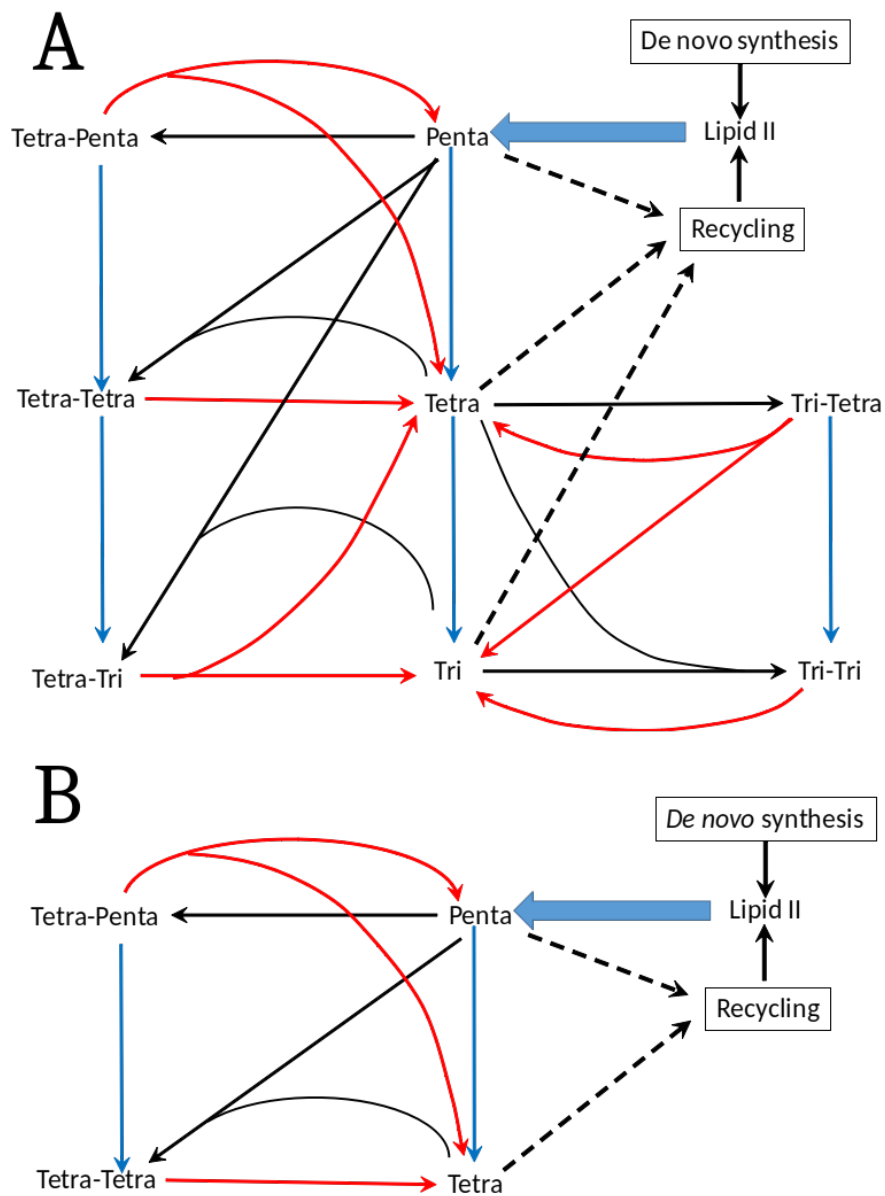 A
De novo synthesis
Tetra-Penta
Penta
Lipid II
Recycling
Tetra-Tetra
Tetra
Tri-Tetra
Tetra-Tri
Tri
Tri-Tri
B
De novo synthesis
Tetra-Penta
Penta
Lipid II
Recycling
Tetra-Tetra
Tetra